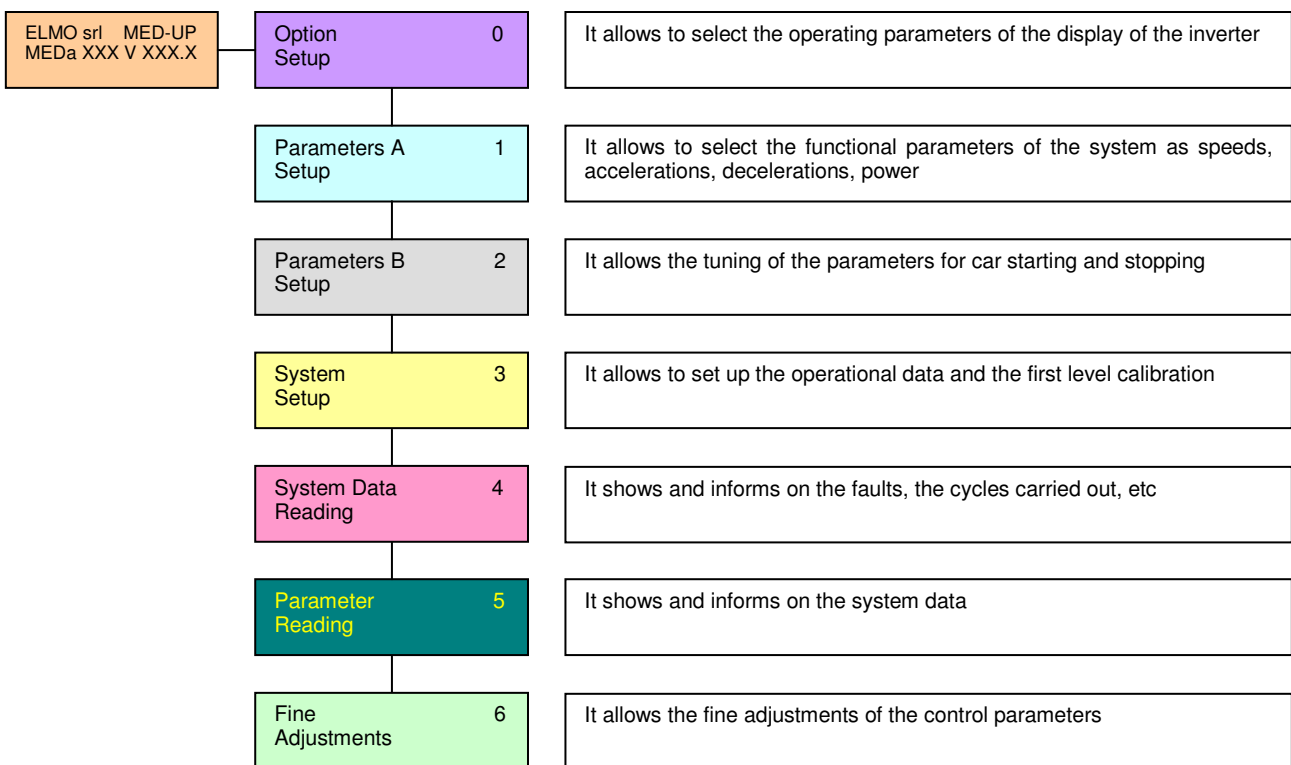 ELMO srl MED-UP
MEDa XXX V XXX.X
Option 0
Setup
It allows to select the operating parameters of the display of the inverter
Parameters A 1
Setup
It allows to select the functional parameters of the system as speeds,
accelerations, decelerations, power
Parameters B 2
Setup
It allows the tuning of the parameters for car starting and stopping
System 3
Setup
It allows to set up the operational data and the first level calibration
System Data 4
Reading
It shows and informs on the faults, the cycles carried out, etc
Parameter 5
Reading
It shows and informs on the system data
Fine 6
Adjustments
It allows the fine adjustments of the control parameters